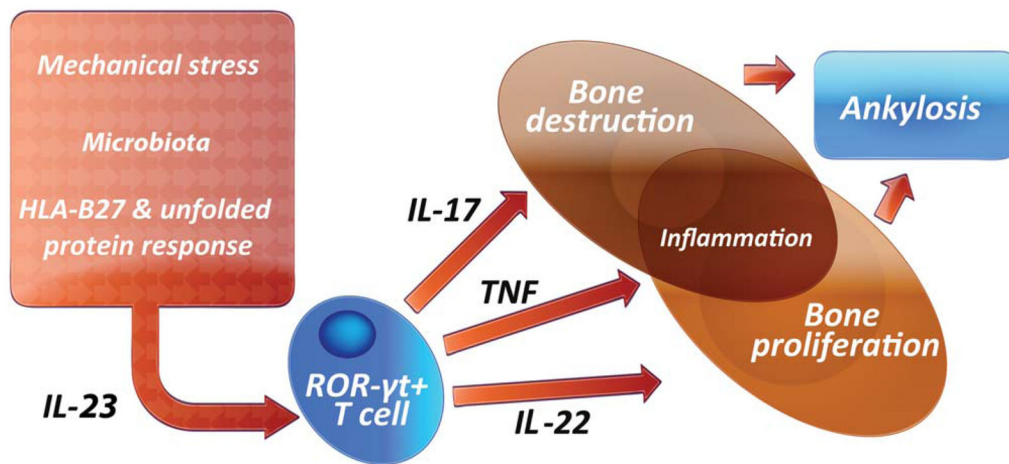 Mechanical stress
Microbiota
HLA-B27 & unfolded
protein response
IL-23
ROR-γt+
T cell
IL-17
TNF
IL-22
Bone
destruction
Inflammation
Bone
proliferation
Ankylosis